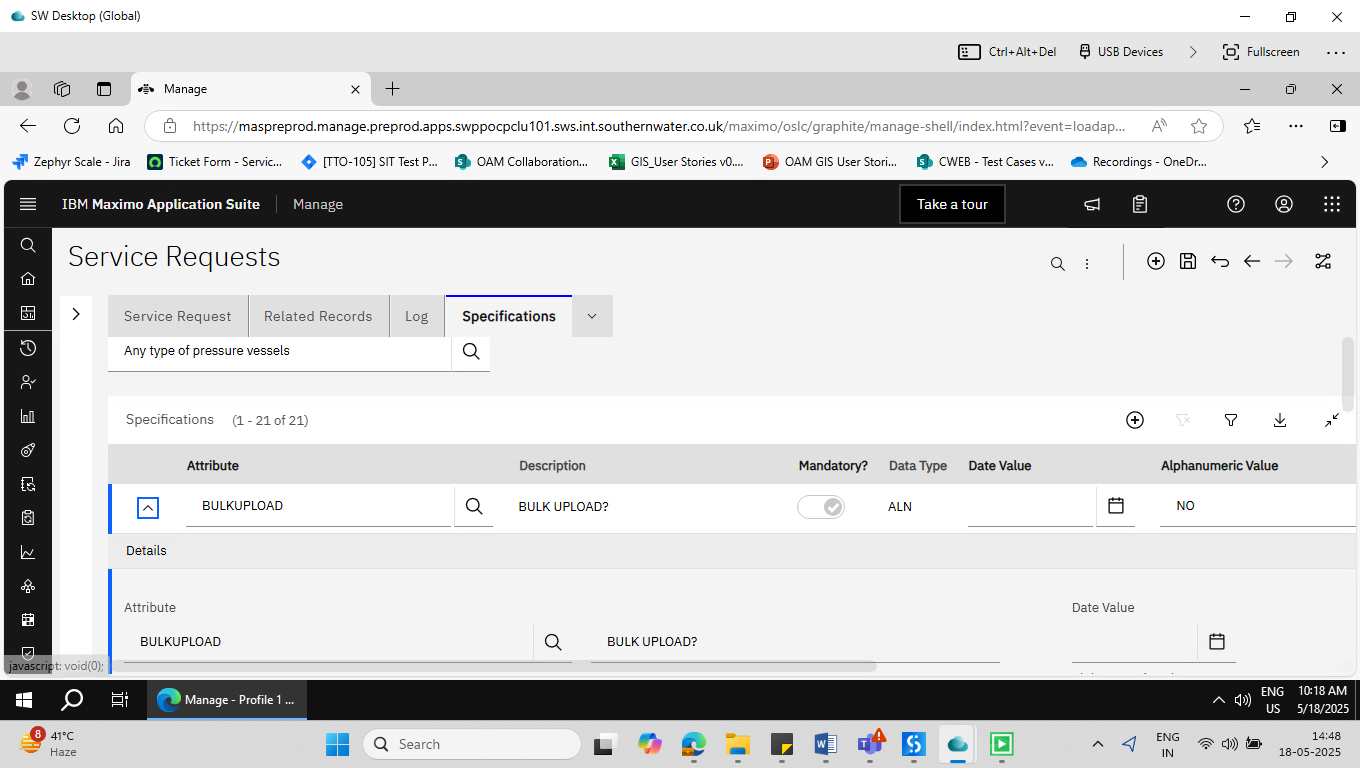 SW Desktop (Global)
Ctrl+Alt+Del
USB Devices
Fullscreen
Manage
https://maspreprod.manage.preprod.apps.swppocpclu101.sws.int.southernwater.co.uk/maximo/oslc/graphite/manage-shell/index.html?event=loadap...
Zephyr Scale - Jira
Ticket Form - Servic...
[TTO-105] SIT Test P...
OAM Collaboration...
GIS_User Stories v0....
OAM GIS User Stori...
CWEB - Test Cases v...
Recordings - OneDr...
IBM Maximo Application Suite
Manage
Take a tour
Service Requests
Service Request
Related Records
Log
Specifications
Any type of pressure vessels
Specifications (1 - 21 of 21)
Attribute
Description
Mandatory?
Data Type
Date Value
Alphanumeric Value
BULKUPLOAD
BULK UPLOAD?
ALN
NO
Details
Attribute
Date Value
BULKUPLOAD
BULK UPLOAD?
javascript: void(0);
Manage - Profile 1 ...
ENG
US
10:18 AM
5/18/2025
8
41°C
Haze
Search
ENG
IN
14:48
18-05-2025